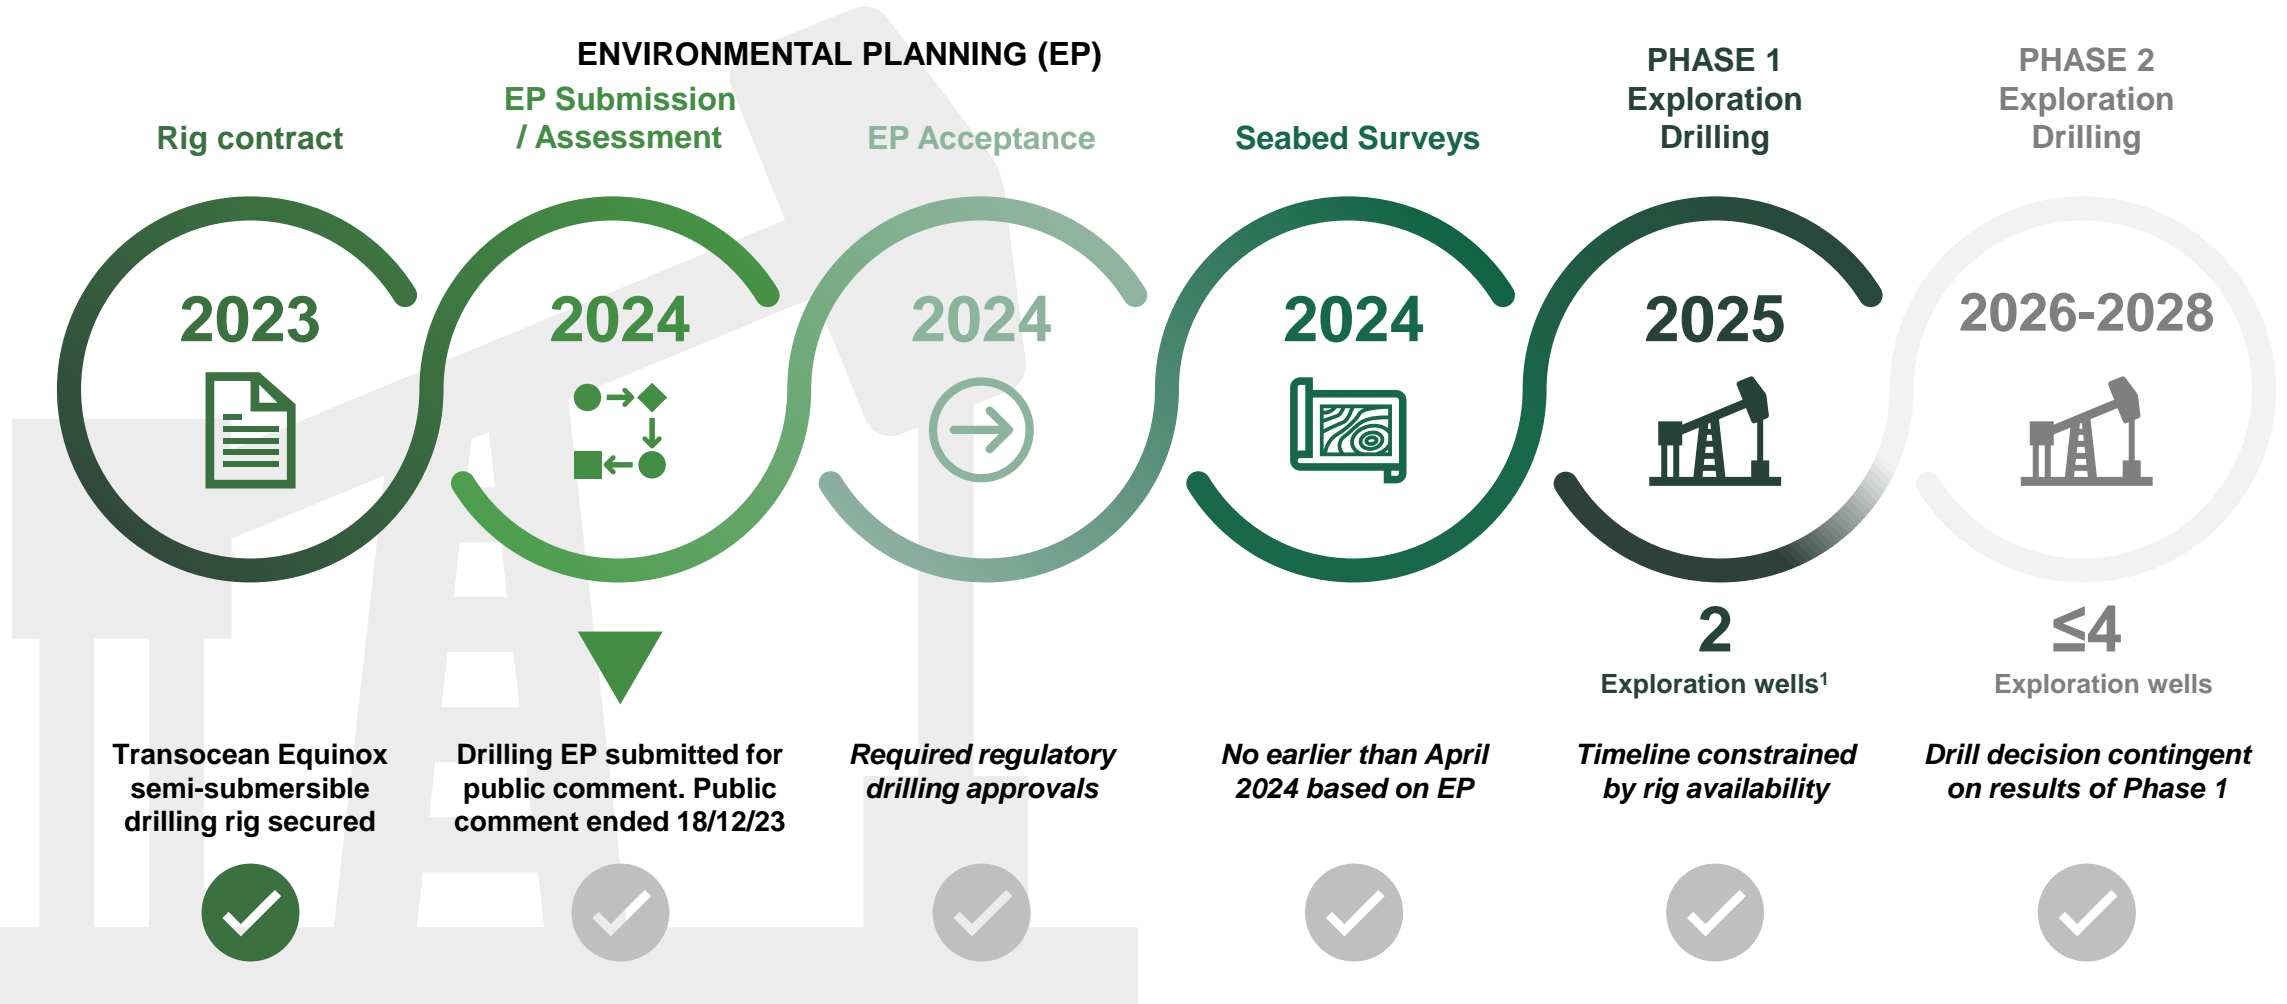 ENVIRONMENTAL PLANNING (EP)
Rig contract
EP Submission
/ Assessment
EP Acceptance
Seabed Surveys
PHASE 1
Exploration
Drilling
PHASE 2
Exploration
Drilling
2023
2024
2024
2024
2025
2026-2028
2
Exploration wells¹
≤4
Exploration wells
Transocean Equinox
semi-submersible
drilling rig secured
Drilling EP submitted for
public comment. Public
comment ended 18/12/23
Required regulatory
drilling approvals
No earlier than April
2024 based on EP
Timeline constrained
by rig availability
Drill decision contingent
on results of Phase 1